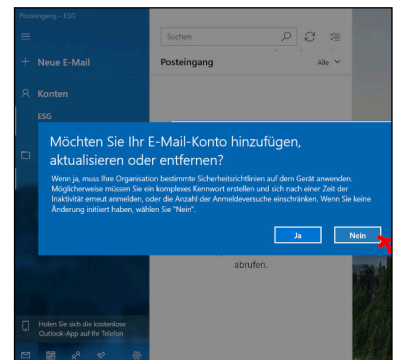 Posteingang – ESG
Suchen
+ Neue E-Mail
Posteingang
Alle
Konten
ESG
Möchten Sie Ihr E-Mail-Konto hinzufügen,
aktualisieren oder entfernen?
Wenn ja, muss Ihre Organisation bestimmte Sicherheitsrichtlinien auf dem Gerät anwenden.
Möglicherweise müssen Sie ein komplexes Kennwort erstellen und sich nach einer Zeit der
Inaktivität erneut anmelden, oder die Anzahl der Anmeldeversuche einschränken. Wenn Sie keine
Änderung initiiert haben, wählen Sie "Nein".
Ja
Nein
abrufen.
Holen Sie sich die kostenlose
Outlook-App auf Ihr Telefon